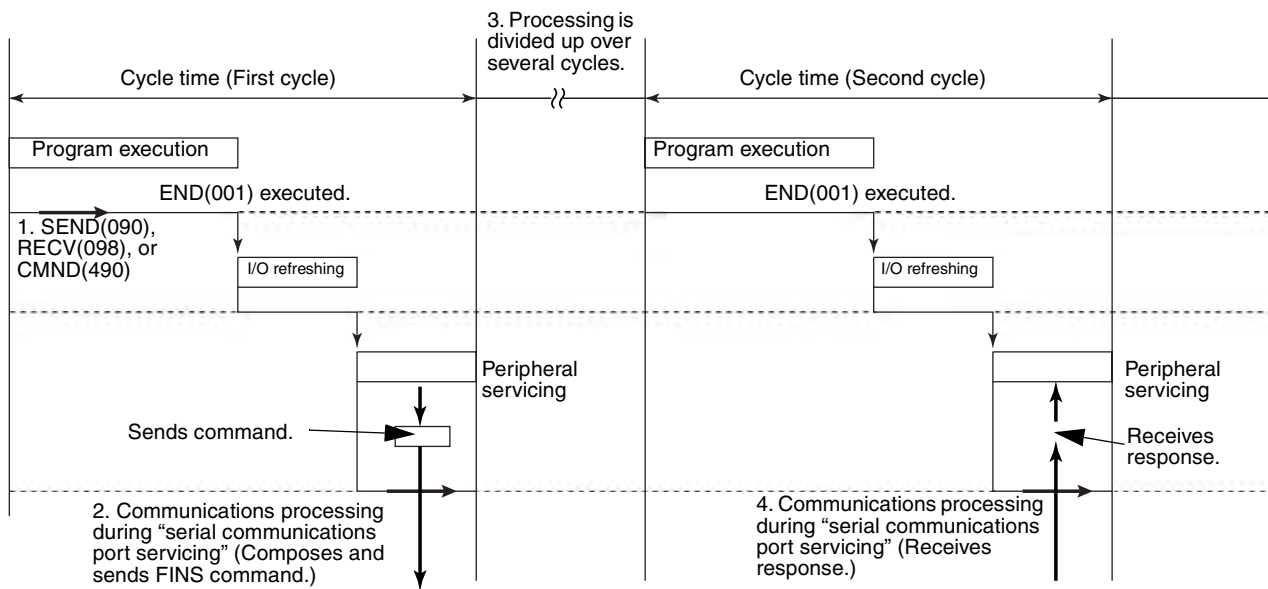 3. Processing is
divided up over
several cycles.
Cycle time (First cycle)
Cycle time (Second cycle)
Program execution
Program execution
END(001) executed.
END(001) executed.
1. SEND(090),
RECV(098), or
CMND(490)
I/O refreshing
I/O refreshing
Peripheral
servicing
Peripheral
servicing
Sends command.
Receives
response.
2. Communications processing
during “serial communications
port servicing” (Composes and
sends FINS command.)
4. Communications processing
during “serial communications
port servicing” (Receives
response.)